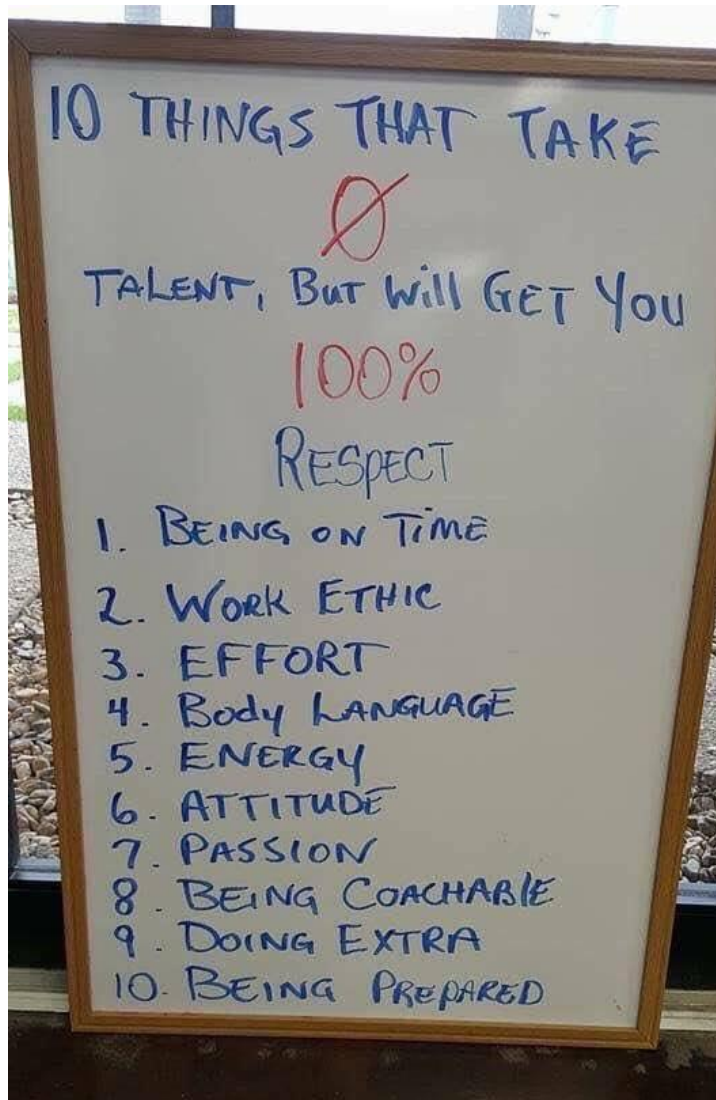 10 THINGS THAT TAKE
0
TALENT, BUT Will GET YOU
100%
RESPECT
1. BEING ON TIME
2. WORK ETHIC
3. EFFORT
4. Body LANGUAGE
5. ENERGY
6. ATTITUDE
7. PASSION
8. BEING COACHABlE
9. DOING EXTRA
10. BEING PREPARED